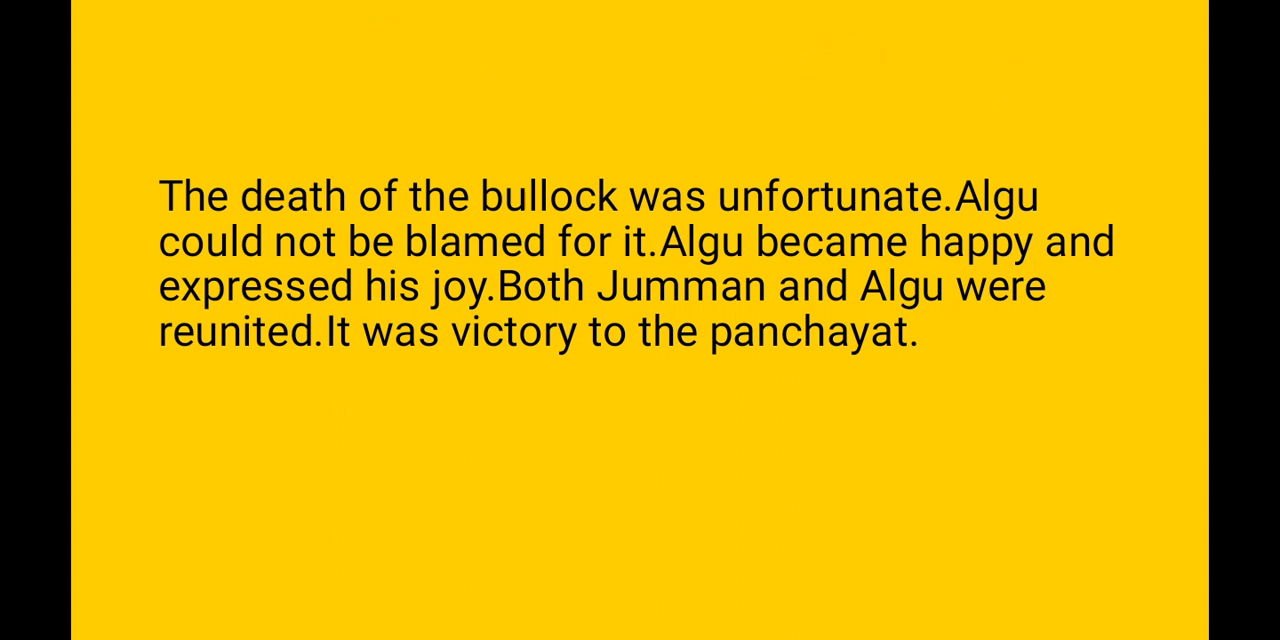 The death of the bullock was unfortunate.Algu
could not be blamed for it.Algu became happy and
expressed his joy.Both Jumman and Algu were
reunited.It was victory to the panchayat.